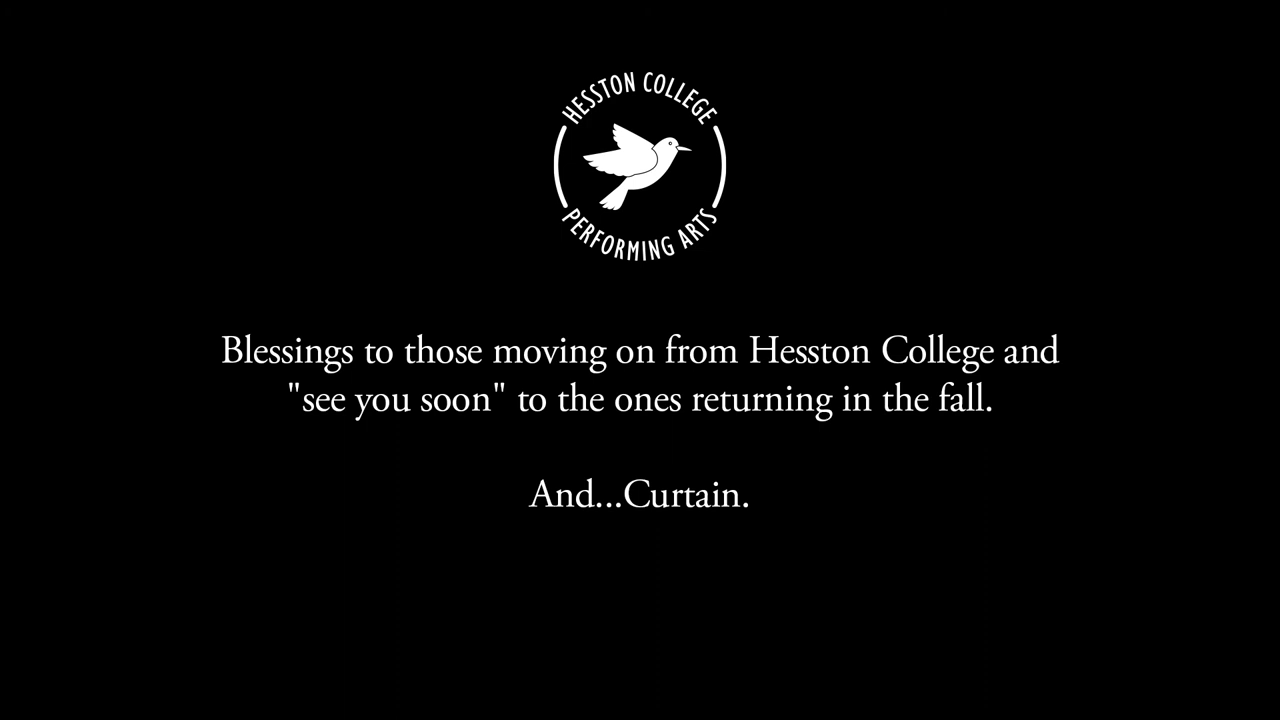 HESSTON COLLEGE
PERFORMING ARTS
Blessings to those moving on from Hesston College and
"see you soon" to the ones returning in the fall.
And...Curtain.